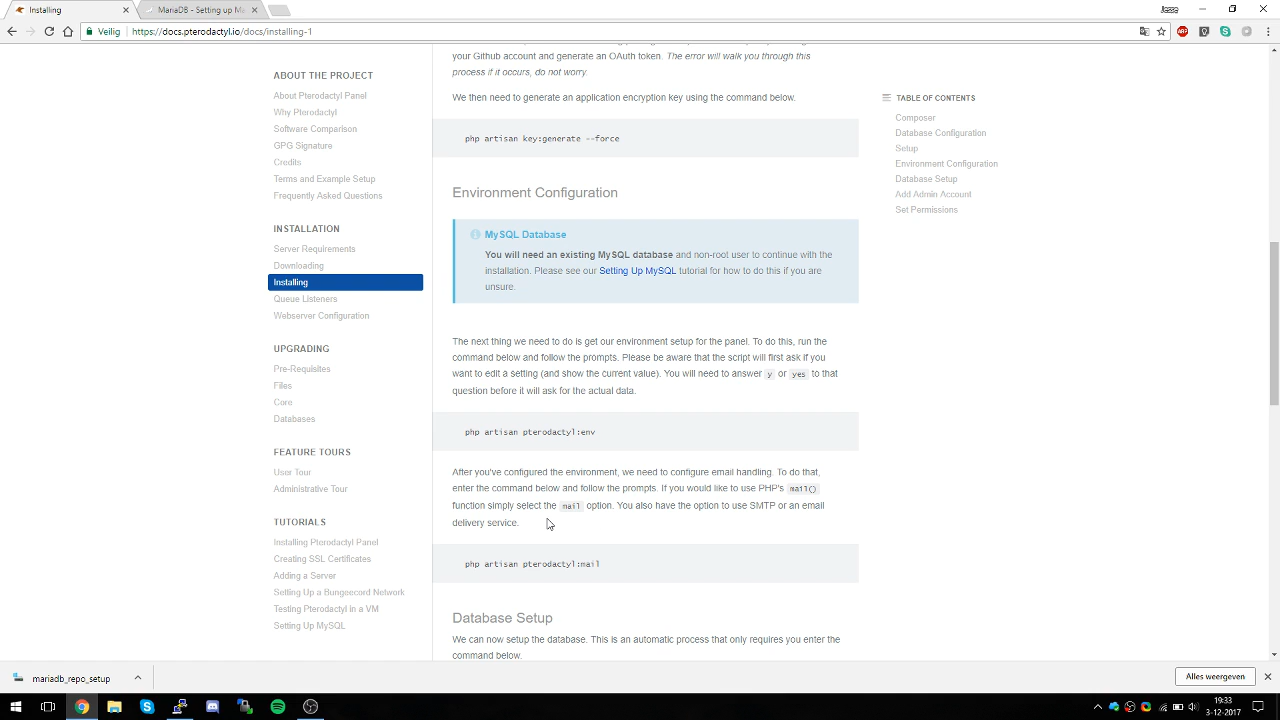 Installing
MariaDB - Setting up Ma
Veilig
https://docs.pterodactyl.io/docs/installing-1
ABOUT THE PROJECT
About Pterodactyl Panel
Why Pterodactyl
Software Comparison
GPG Signature
Credits
Terms and Example Setup
Frequently Asked Questions
INSTALLATION
Server Requirements
Downloading
Installing
Queue Listeners
Webserver Configuration
UPGRADING
Pre-Requisites
Files
Core
Databases
FEATURE TOURS
User Tour
Administrative Tour
TUTORIALS
Installing Pterodactyl Panel
Creating SSL Certificates
Adding a Server
Setting Up a Bungoecord Network
Testing Pterodactyl in a VM
Setting Up MySQL
your Github account and generate an OAuth token. The error will walk you through this
process if it occurs, do not worry.
We then need to generate an application encryption key using the command below.
php artisan key:generate --force
Environment Configuration
MySQL Database
You will need an existing MySQL database and non-root user to continue with the
installation. Please see our Setting Up MySQL tutorial for how to do this if you are
unsure.
The next thing we need to do is get our environment setup for the panel. To do this, run the
command below and follow the prompts. Please be aware that the script will first ask if you
want to edit a setting (and show the current value). You will need to answer y or yes to that
question before it will ask for the actual data.
php artisan pterodactyl:env
After you've configured the environment, we need to configure email handling. To do that,
enter the command below and follow the prompts. If you would like to use PHP's mail()
function simply select the mail option. You also have the option to use SMTP or an email
delivery service.
php artisan pterodactyl:mail
Database Setup
We can now setup the database. This is an automatic process that only requires you enter the
command below.
TABLE OF CONTENTS
Composer
Database Configuration
Setup
Environment Configuration
Database Setup
Add Admin Account
Set Permissions
mariadb_repo_setup
Alles weergeven
19:33
3-12-2017